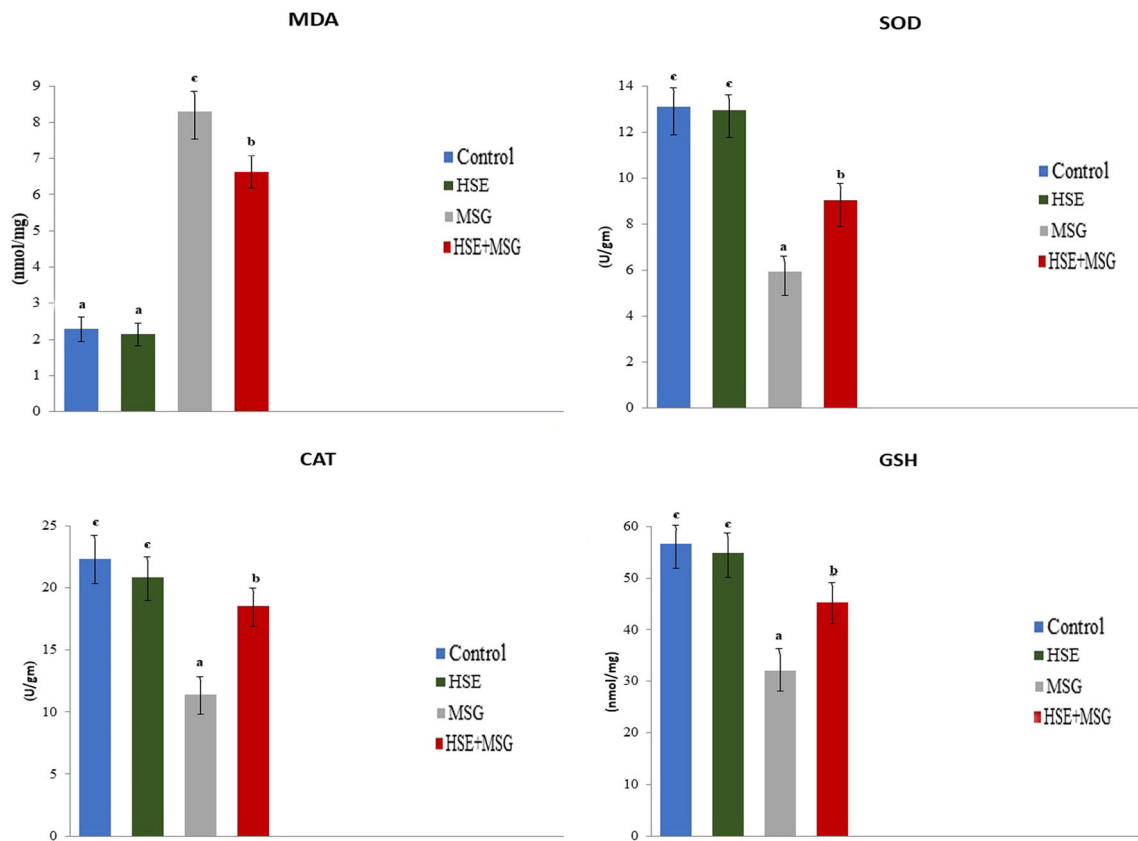 MDA
9
8
7
6
5
4
3
2
1
0
(nmol/mg)
a
a
c
b
Control
HSE
MSG
HSE+MSG
SOD
14
12
10
8
6
4
2
0
(U/gm)
c
c
a
b
Control
HSE
MSG
HSE+MSG
CAT
25
20
15
10
5
0
(U/gm)
c
c
a
b
Control
HSE
MSG
HSE+MSG
GSH
60
50
40
30
20
10
0
(nmol/mg)
c
c
a
b
Control
HSE
MSG
HSE+MSG